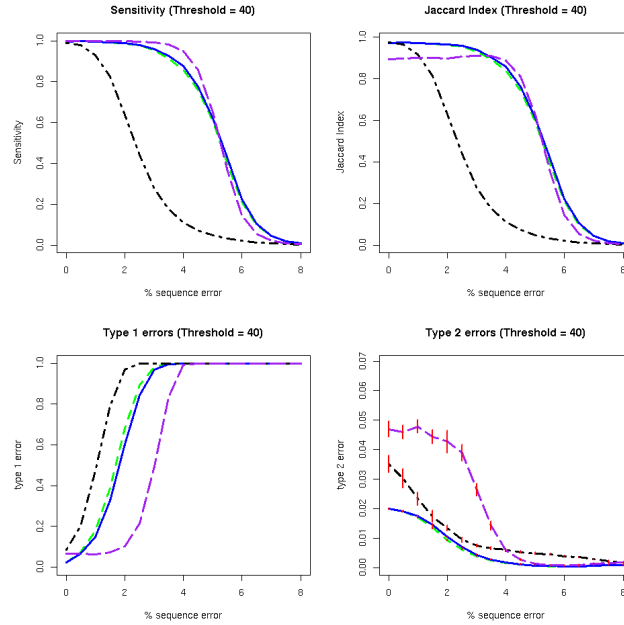 Sensitivity (Threshold = 40)
Sensitivity
0.0 0.2 0.4 0.6 0.8 1.0
0 2 4 6 8
% sequence error
Jaccard Index (Threshold = 40)
Jaccard Index
0.0 0.2 0.4 0.6 0.8 1.0
0 2 4 6 8
% sequence error
Type 1 errors (Threshold = 40)
type 1 error
0.0 0.2 0.4 0.6 0.8 1.0
0 2 4 6 8
% sequence error
Type 2 errors (Threshold = 40)
type 2 error
0.00 0.01 0.02 0.03 0.04 0.05 0.06 0.07
0 2 4 6 8
% sequence error